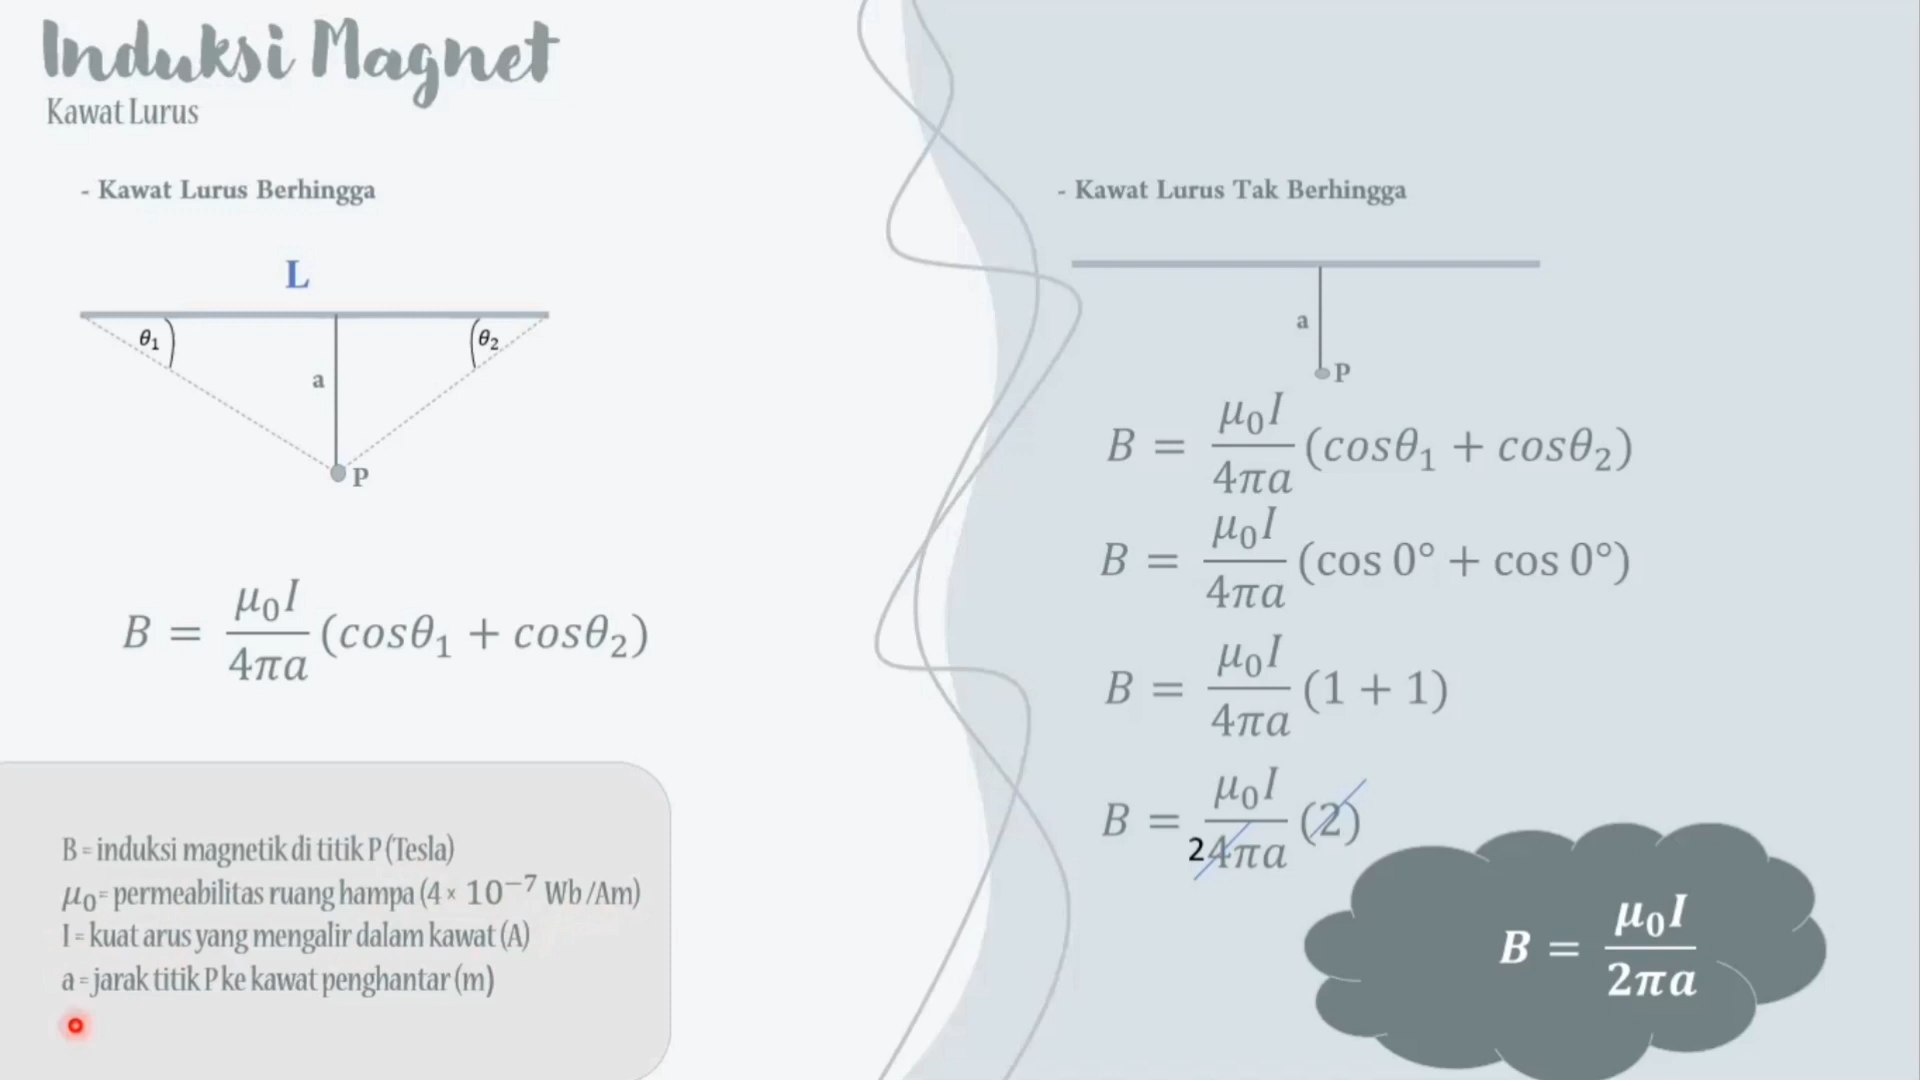 Induksi Magnet
Kawat Lurus
- Kawat Lurus Berhingga
L
θ₁
θ₂
a
P
B = μ₀I / 4πa (cosθ₁ + cosθ₂)
B = induksi magnetik di titik P (Tesla)
μ₀ = permeabilitas ruang hampa (4 × 10⁻⁷ Wb/Am)
I = kuat arus yang mengalir dalam kawat (A)
a = jarak titik P ke kawat penghantar (m)
- Kawat Lurus Tak Berhingga
a
P
B = μ₀I / 4πa (cosθ₁ + cosθ₂)
B = μ₀I / 4πa (cos 0° + cos 0°)
B = μ₀I / 4πa (1 + 1)
B = μ₀I / 4πa (2)
2
B = μ₀I / 2πa